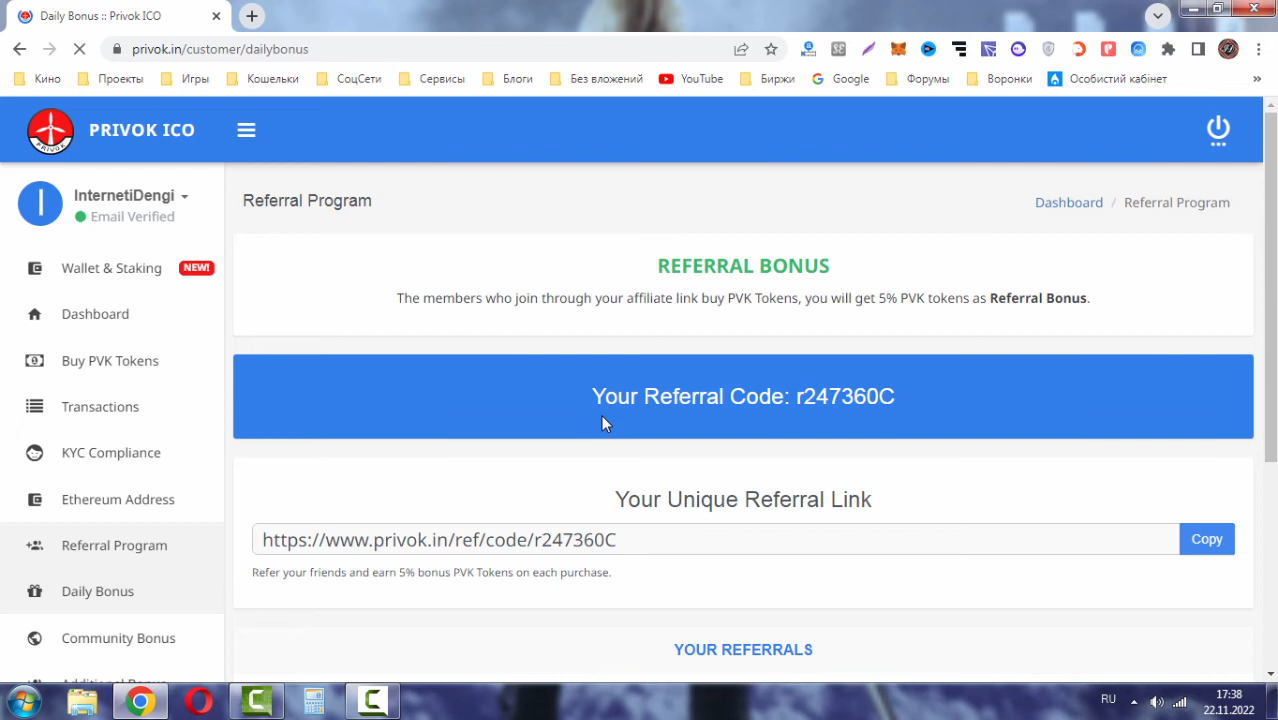 Daily Bonus :: Privok ICO
privok.in/customer/dailybonus
Кино
Проекты
Игры
Кошельки
СоцСети
Сервисы
Блоги
Без вложений
YouTube
Биржи
Google
Форумы
Воронки
Особистий кабінет
»
PRIVOK
PRIVOK ICO
I
InternetiDengi
Email Verified
Wallet & Staking
NEW!
Dashboard
Buy PVK Tokens
Transactions
KYC Compliance
Ethereum Address
Referral Program
Daily Bonus
Community Bonus
Additional Bonus
Referral Program
Dashboard / Referral Program
REFERRAL BONUS
The members who join through your affiliate link buy PVK Tokens, you will get 5% PVK tokens as Referral Bonus.
Your Referral Code: r247360C
Your Unique Referral Link
https://www.privok.in/ref/code/r247360C
Copy
Refer your friends and earn 5% bonus PVK Tokens on each purchase.
YOUR REFERRALS
RU
17:38
22.11.2022